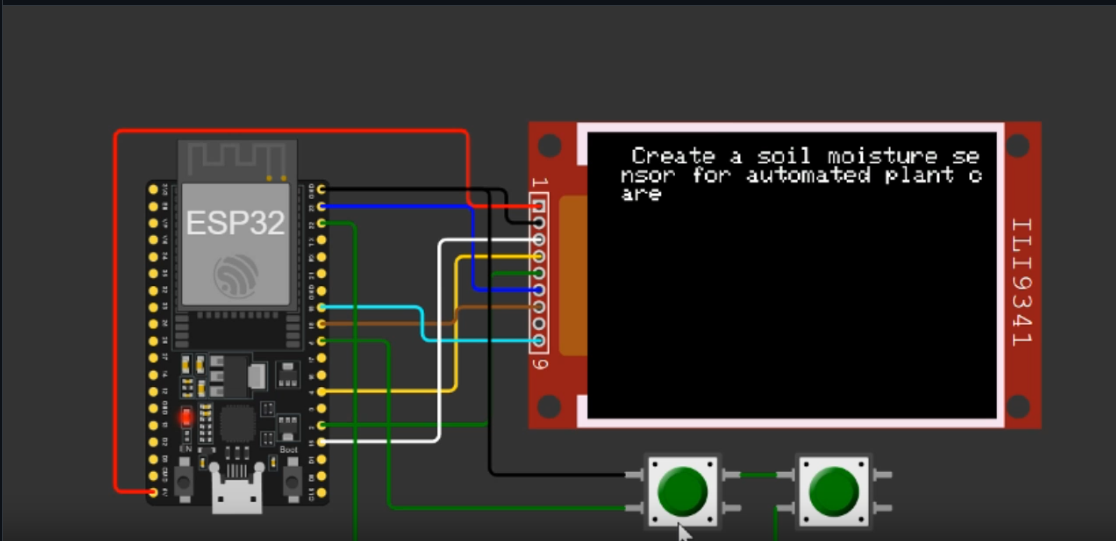 Create a soil moisture se
nsor for automated plant c
are
ESP32
1
9
ILI9341
EN
Boot